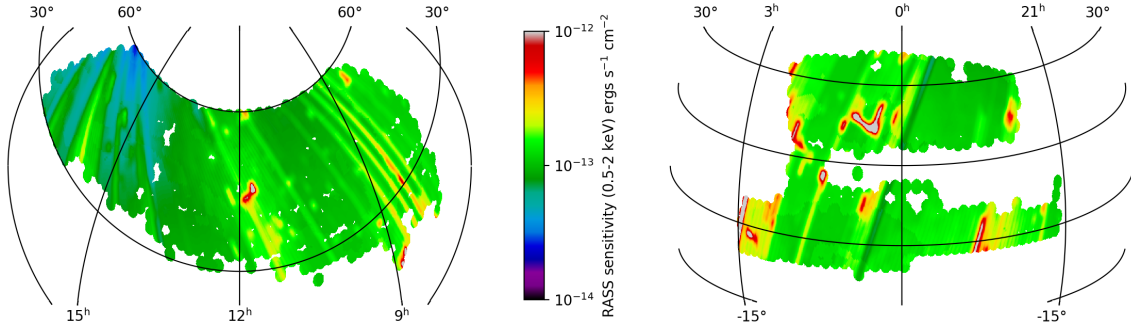 30° 60° 60° 30°
15ʰ 12ʰ 9ʰ
10⁻¹²
10⁻¹³
10⁻¹⁴
RASS sensitivity (0.5-2 keV) ergs s⁻¹ cm⁻²
30° 3ʰ 0ʰ 21ʰ 30°
-15° -15°